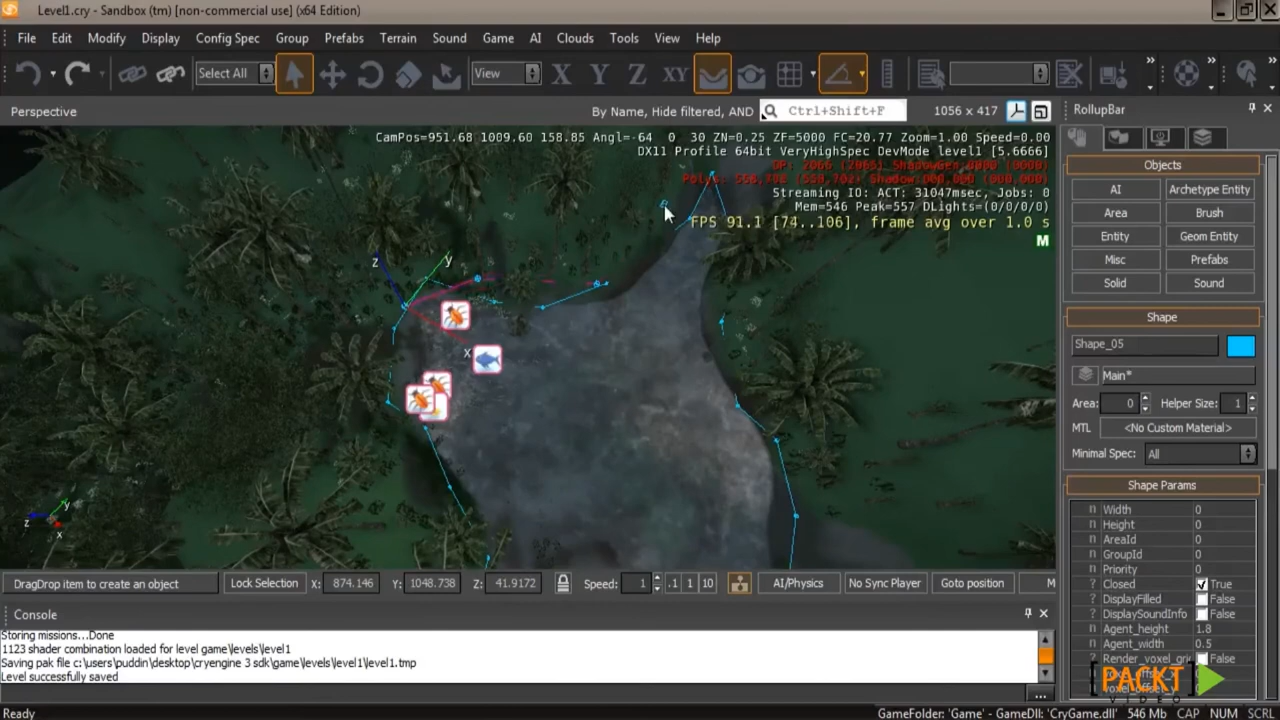 Level1.cry - Sandbox (tm) [non-commercial use] (x64 Edition)
File Edit Modify Display Config Spec Group Prefabs Terrain Sound Game AI Clouds Tools View Help
Select All View X Y Z XY
Perspective By Name, Hide filtered, AND Ctrl+Shift+F 1056 x 417 RollupBar
CamPos=951.68 1009.60 158.85 Angl=-64 0 30 ZN=0.25 ZF=5000 FC=20.77 Zoom=1.00 Speed=0.00
DX11 Profile 64bit VeryHighSpec DevMode level1 [5.6666]
Streaming IO: ACT: 31047msec, Jobs: 0
Mem=546 Peak=557 DLights=(0/0/0/0)
FPS 91.1 [74..106], frame avg over 1.0 s
M
z y
x
y
z
x
Objects
AI Archetype Entity
Area Brush
Entity Geom Entity
Misc Prefabs
Solid Sound
Shape
Shape_05
Main*
Area: 0 Helper Size: 1
MTL <No Custom Material>
Minimal Spec: All
Shape Params
n Width 0
n Height 0
n AreaId 0
n GroupId 0
n Priority 0
? Closed True
? DisplayFilled False
? DisplaySoundInfo False
n Agent_height 1.8
n Agent_width 0.5
? Render_voxel_gri False
PACKT
VIDEO
DragDrop item to create an object Lock Selection X: 874.146 Y: 1048.738 Z: 41.9172 Speed: 1 .1 1 10 AI/Physics No Sync Player Goto position M
Console
Storing missions...Done
1123 shader combination loaded for level game\levels\level1
Saving pak file c:\users\puddin\desktop\cryengine 3 sdk\game\levels\level1\level1.tmp
Level successfully saved
...
Ready GameFolder: 'Game' - GameDll: 'CryGame.dll' 546 Mb CAP NUM SCRL